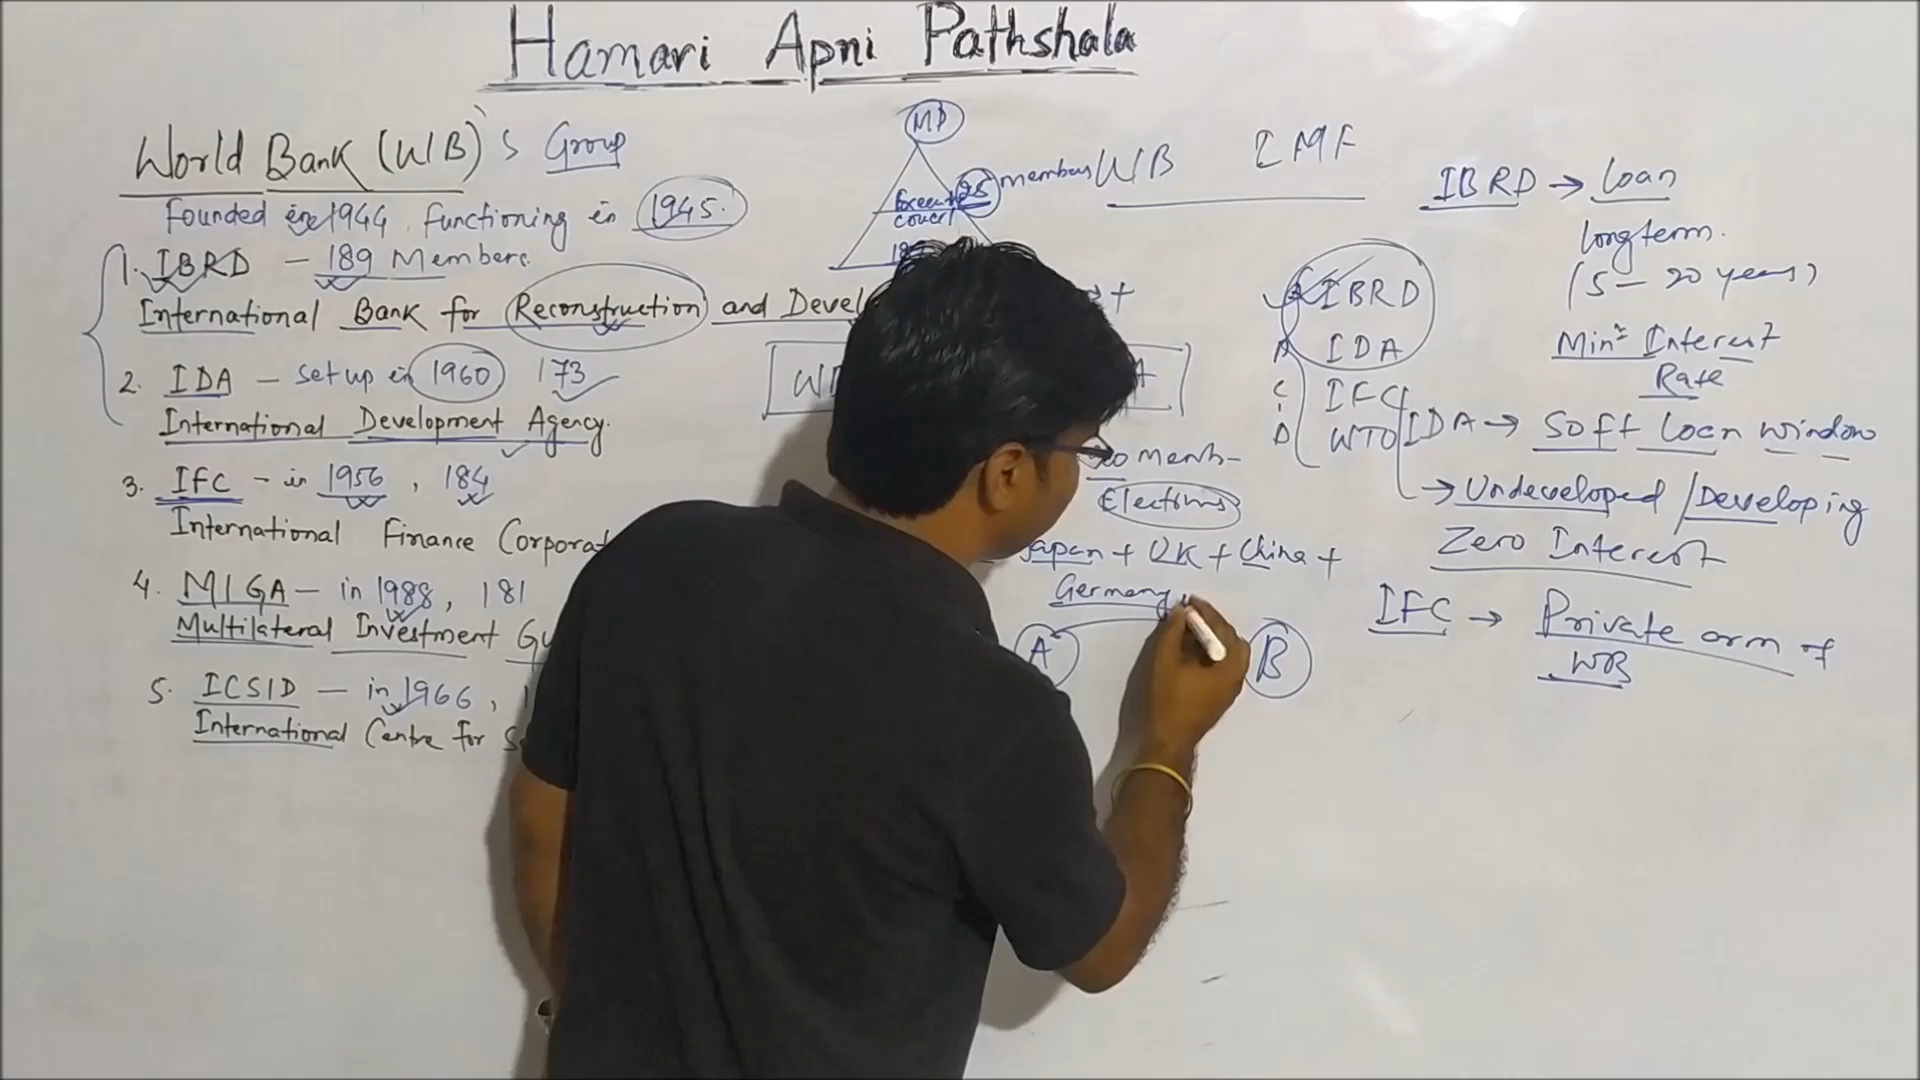 Hamari Apni Pathshala
World Bank (WB)'s Group
Founded in 1944, functioning in 1945.
1. IBRD - 189 Members.
International Bank for Reconstruction and Devel
2. IDA - Set up in 1960 173
International Development Agency.
3. IFC - in 1956, 184
International Finance Corporat
4. MIGA - in 1988, 181
Multilateral Investment Gu
5. ICSID - in 1966, 1
International Centre for Se
MD
25 members
WB IMF
IBRD
IDA
IFC
WTO
Elections
Japan + UK + China +
Germany
A B
IBRD → Loan
long term.
(5 - 20 years)
Min^m Interest
Rate
IDA → Soft Loan Window
→ Undeveloped / Developing
Zero Interest
IFC → Private arm of
WB